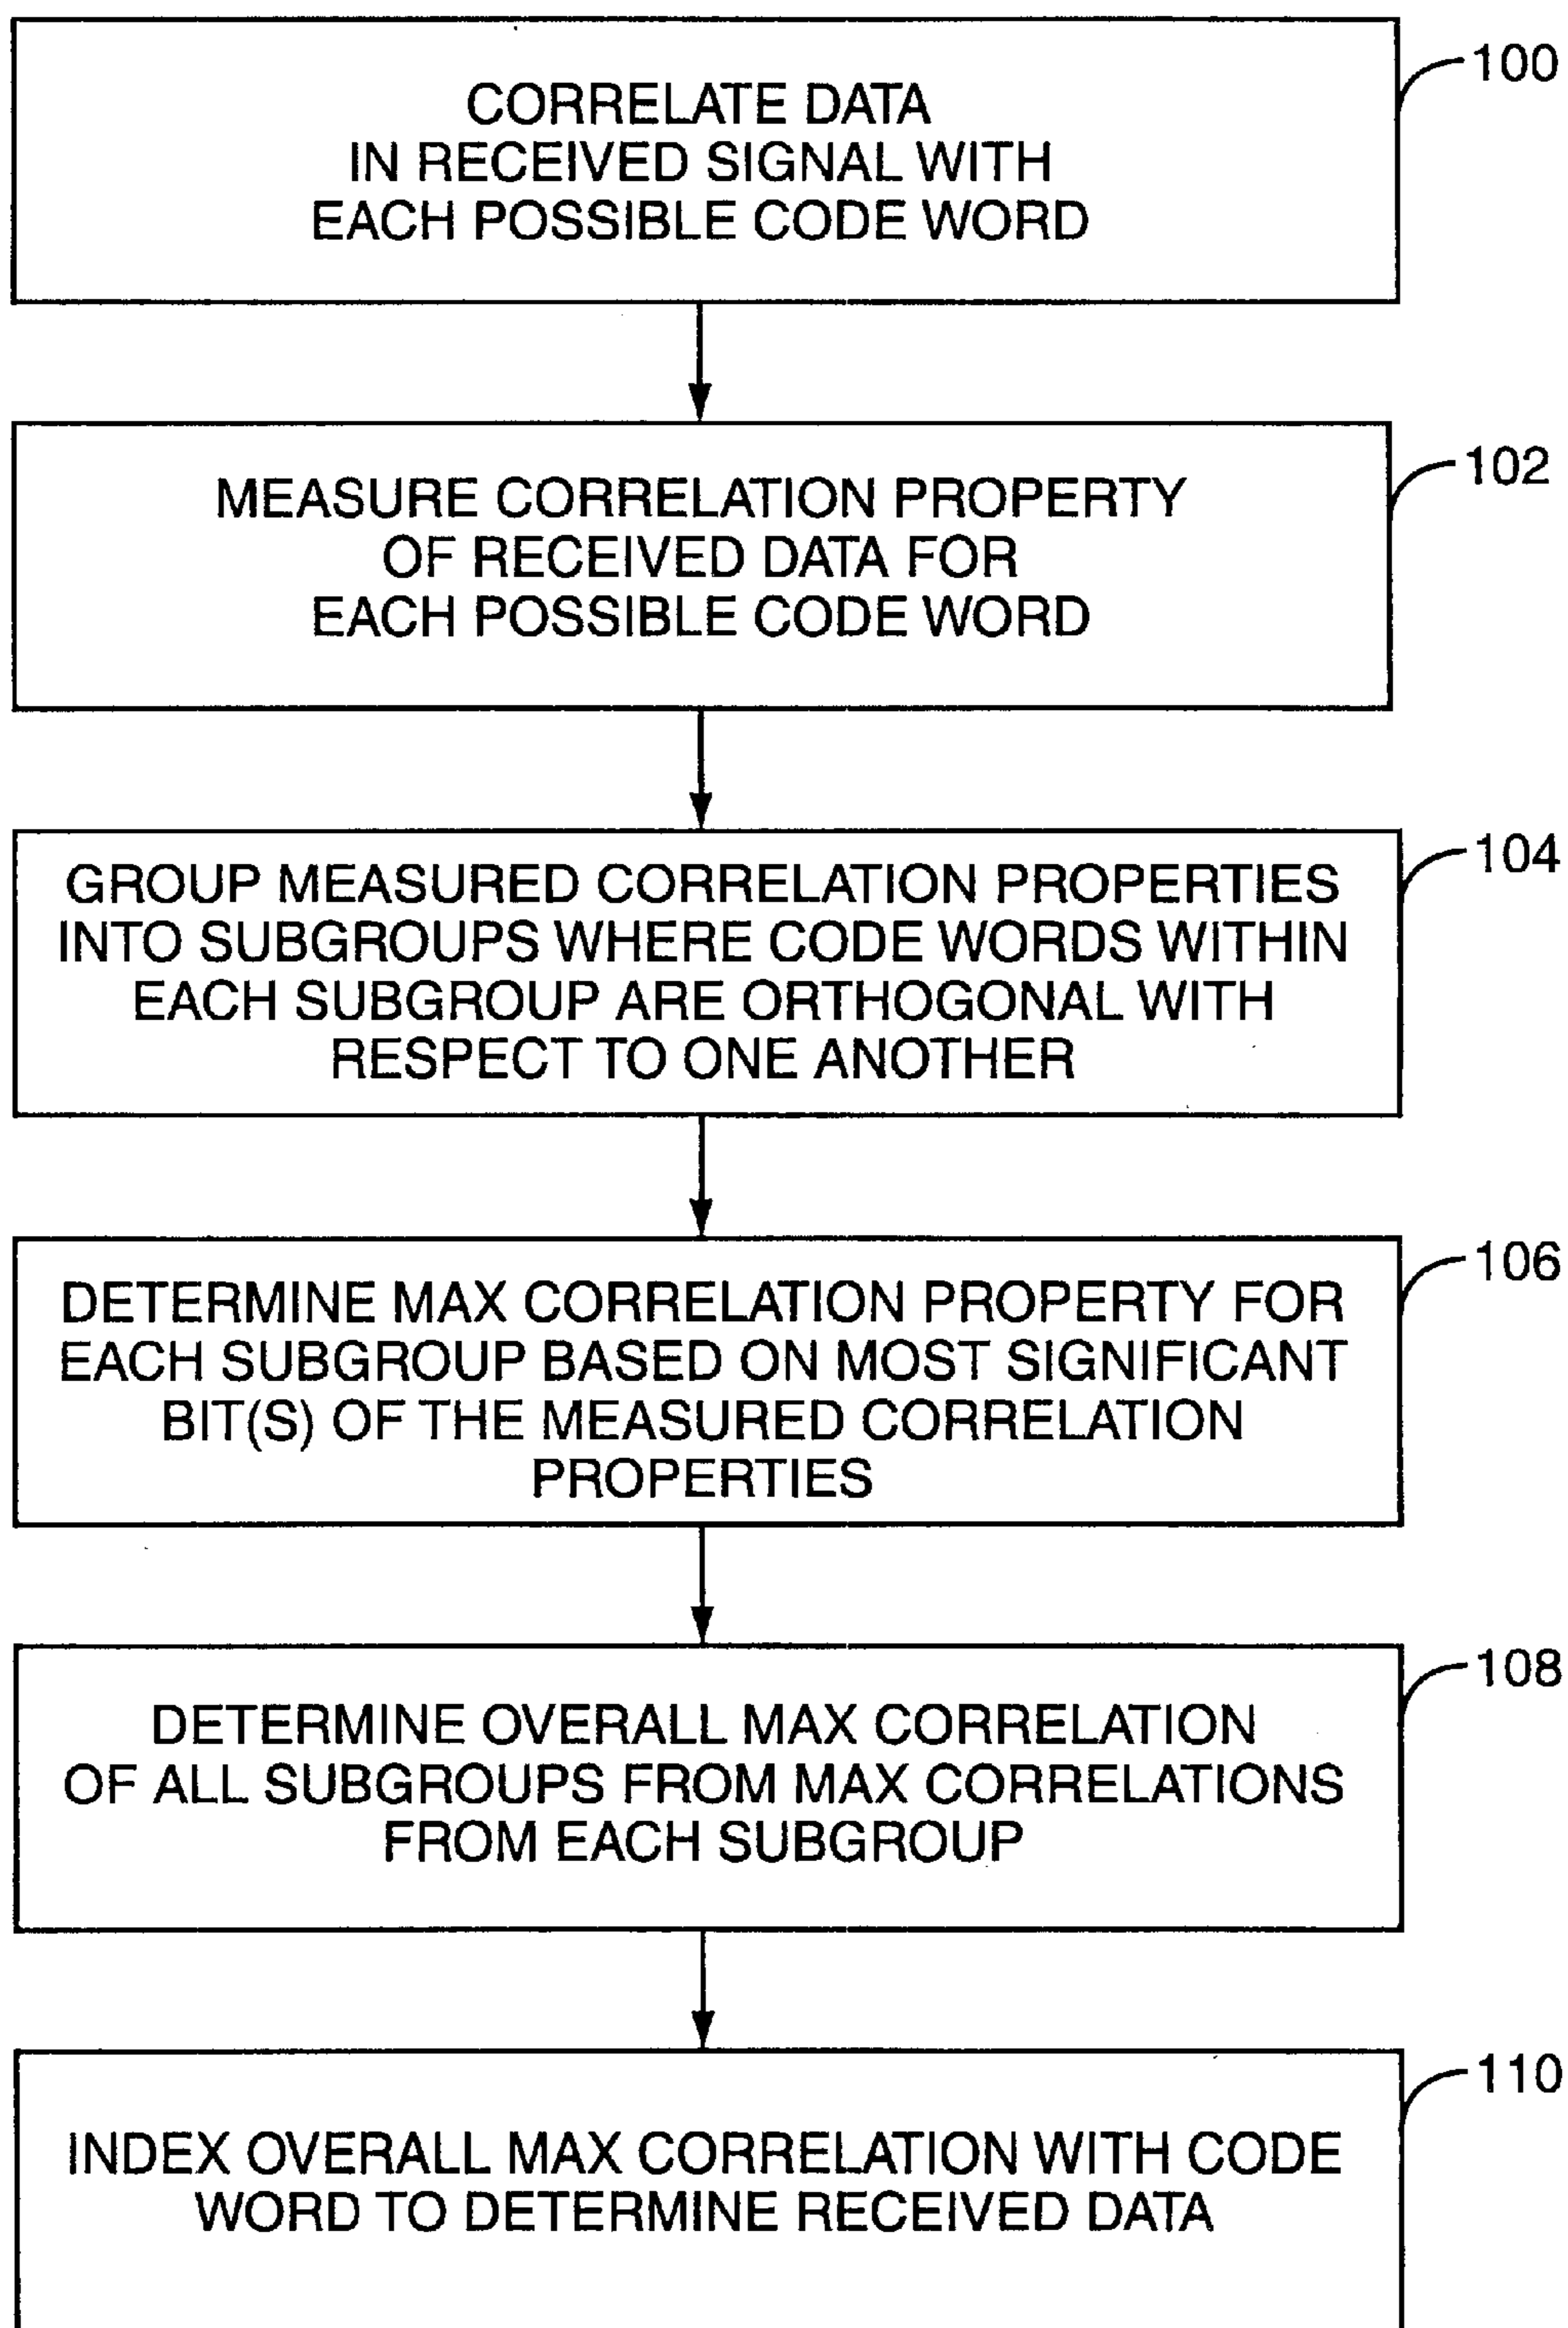 100
CORRELATE DATA
IN RECEIVED SIGNAL WITH
EACH POSSIBLE CODE WORD
102
MEASURE CORRELATION PROPERTY
OF RECEIVED DATA FOR
EACH POSSIBLE CODE WORD
104
GROUP MEASURED CORRELATION PROPERTIES
INTO SUBGROUPS WHERE CODE WORDS WITHIN
EACH SUBGROUP ARE ORTHOGONAL WITH
RESPECT TO ONE ANOTHER
106
DETERMINE MAX CORRELATION PROPERTY FOR
EACH SUBGROUP BASED ON MOST SIGNIFICANT
BIT(S) OF THE MEASURED CORRELATION
PROPERTIES
108
DETERMINE OVERALL MAX CORRELATION
OF ALL SUBGROUPS FROM MAX CORRELATIONS
FROM EACH SUBGROUP
110
INDEX OVERALL MAX CORRELATION WITH CODE
WORD TO DETERMINE RECEIVED DATA